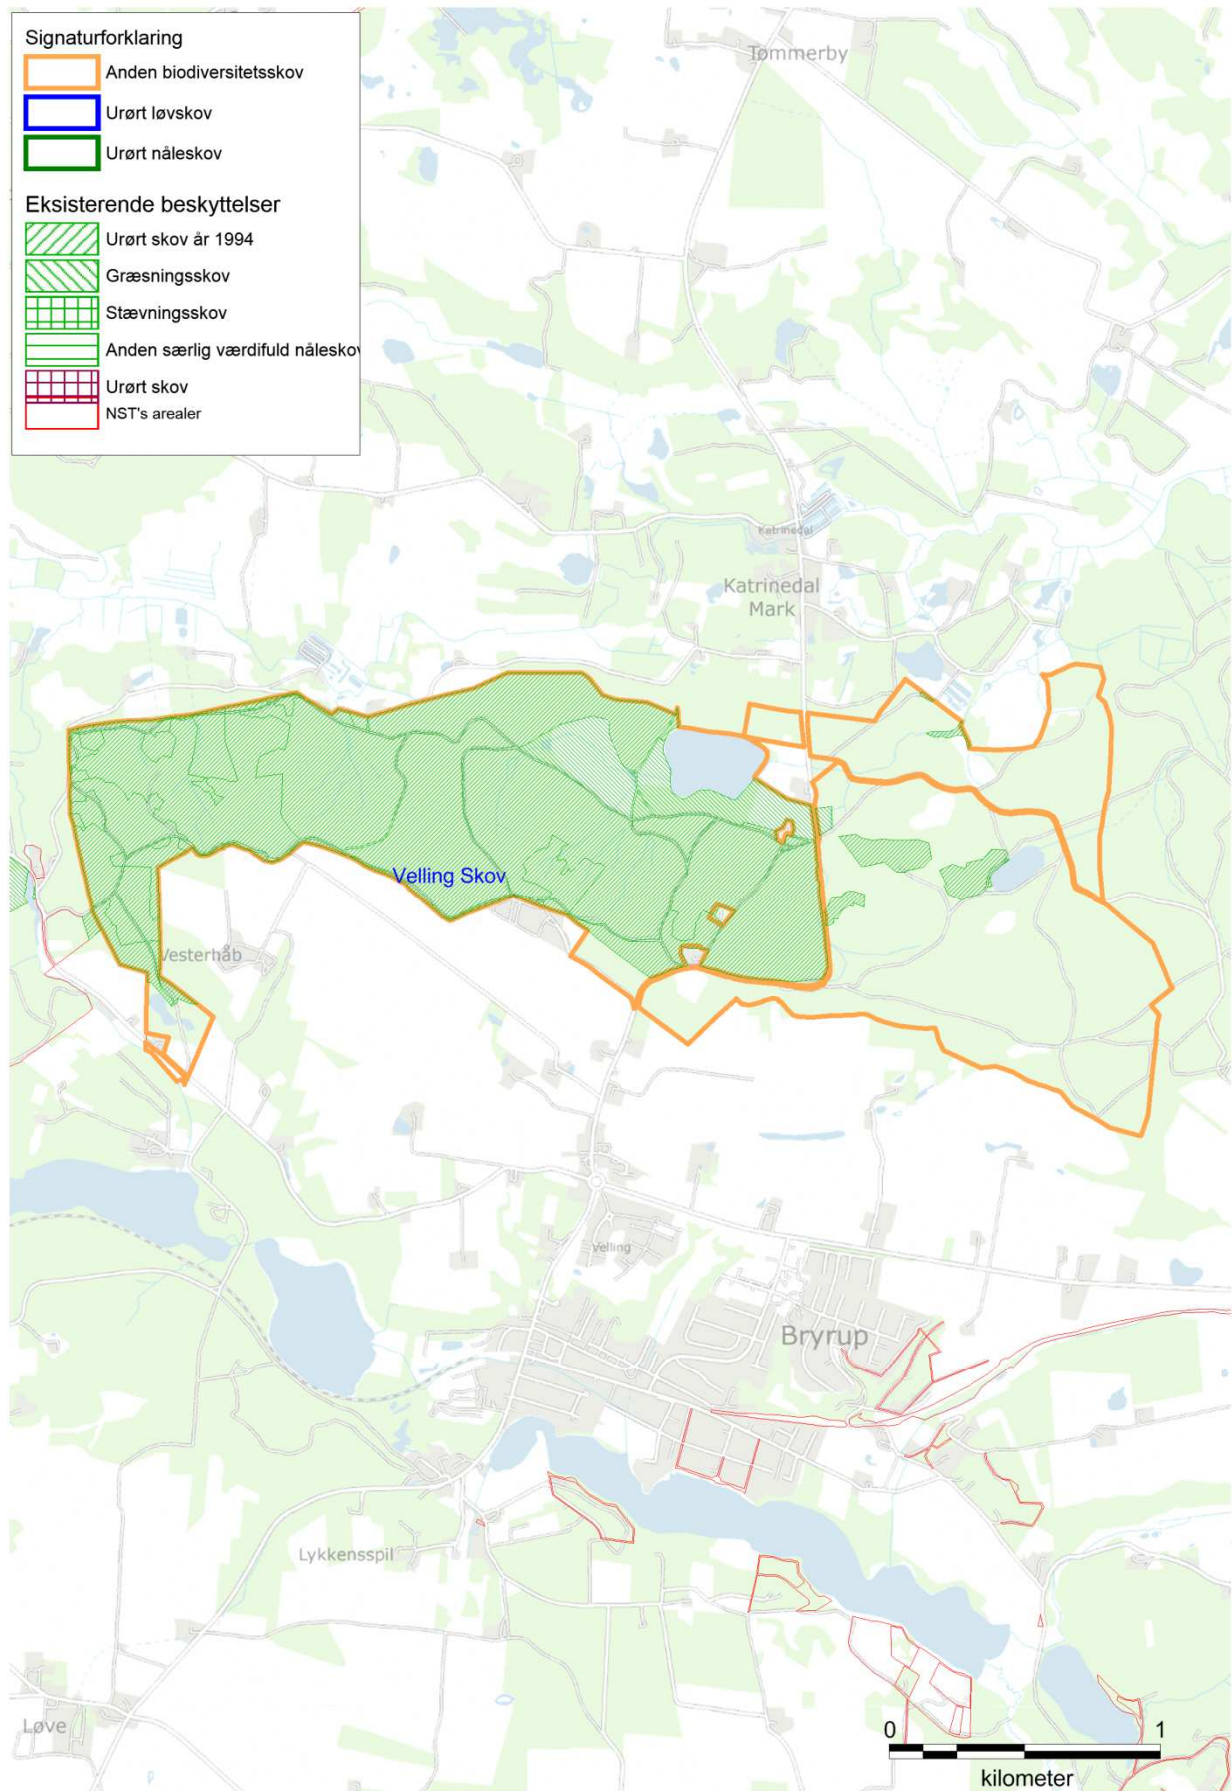 Signaturforklaring
Anden biodiversitetsskov
Urørt løvskov
Urørt nåleskov
Eksisterende beskyttelser
Urørt skov år 1994
Græsningsskov
Stævningsskov
Anden særlig værdifuld nåleskov
Urørt skov
NST's arealer
Tømmerby
Katrinedal
Katrinedal
Mark
Velling Skov
Vesterhåb
Velling
Bryrup
Lykkensspil
Løve
0 1
kilometer